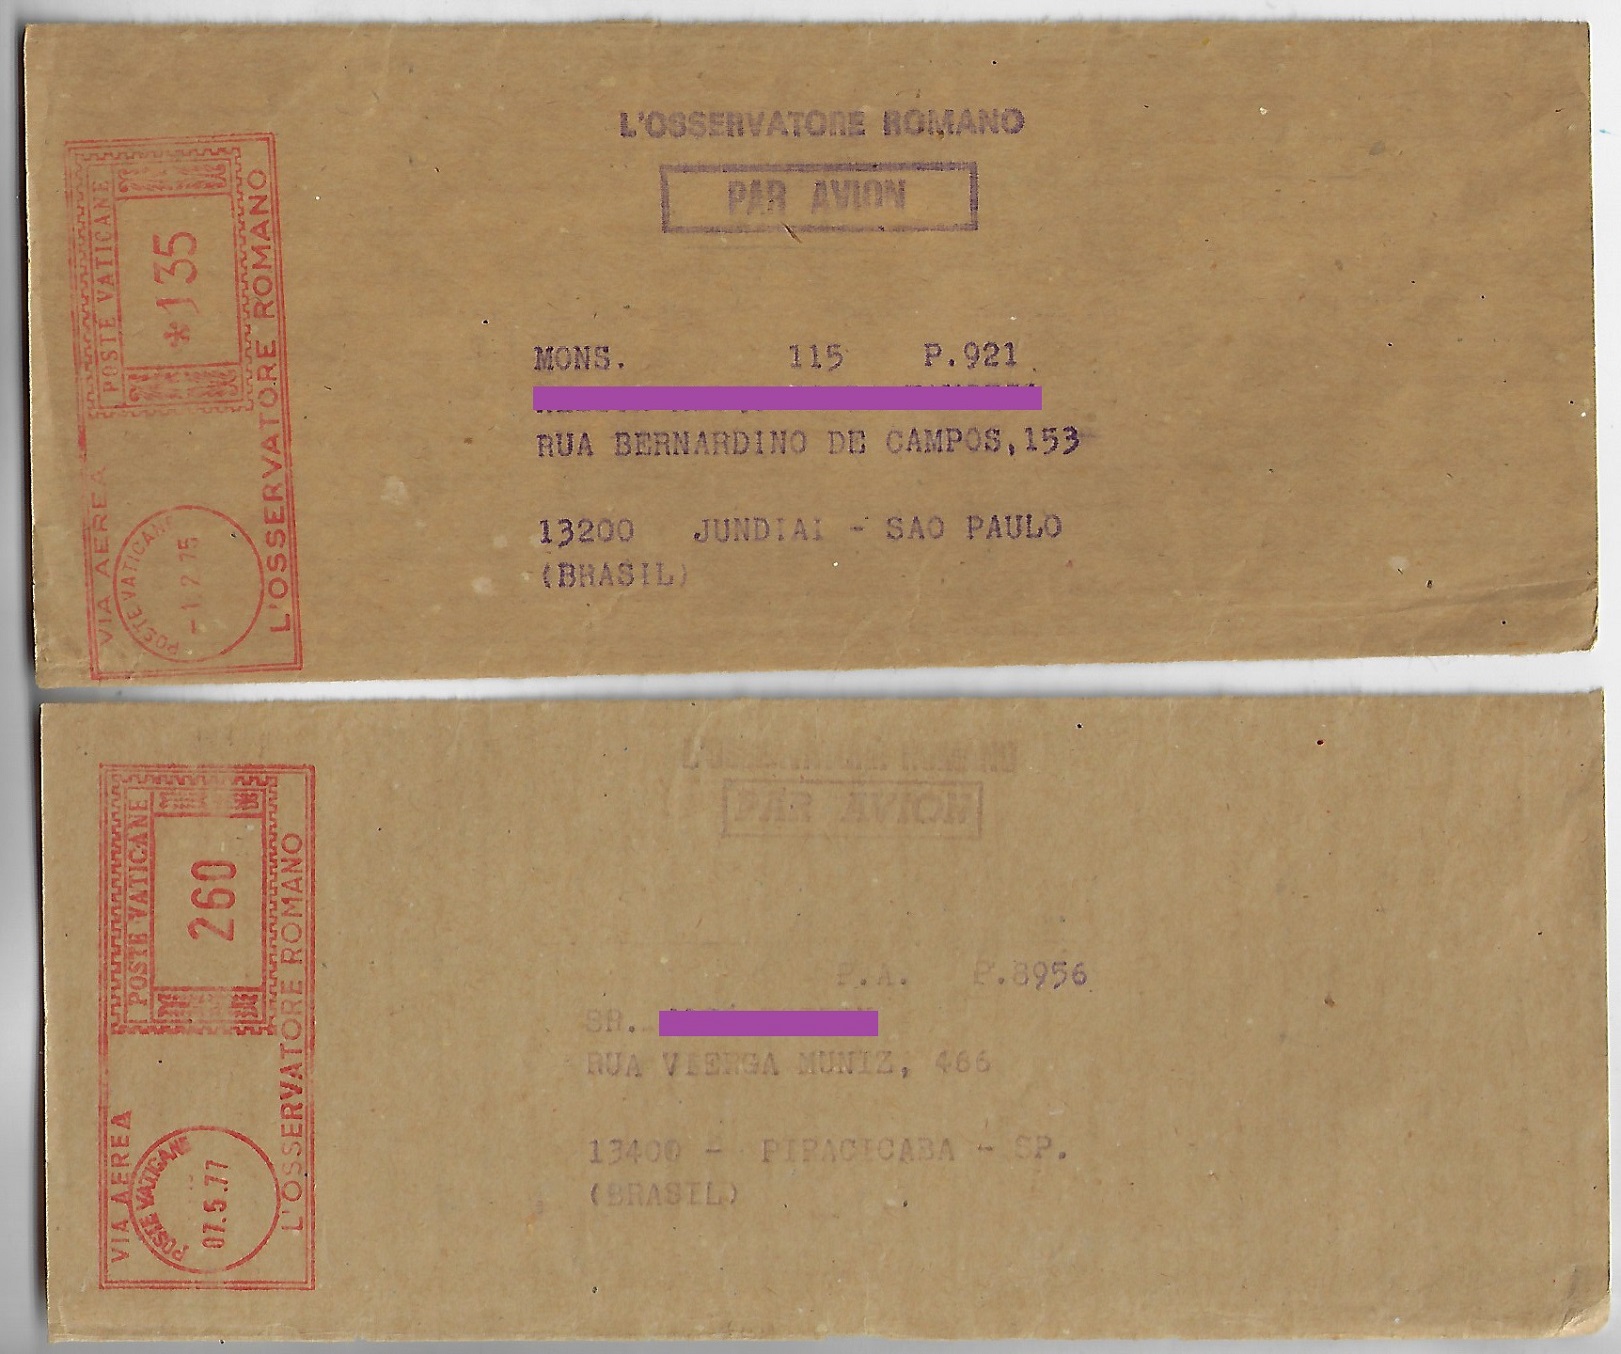 L'OSSERVATORE ROMANO
PAR AVION
POSTE VATICANE
*135
VIA AEREA
POSTE VATICANE
-1.2.75
L'OSSERVATORE ROMANO
MONS. 115 P.921
RUA BERNARDINO DE CAMPOS,153
13200 JUNDIAI - SAO PAULO
(BRASIL)
L'OSSERVATORE ROMANO
PAR AVION
POSTE VATICANE
260
VIA AEREA
POSTE VATICANE
07.5.77
L'OSSERVATORE ROMANO
P.A. P.8956
SR.
RUA VIERGA MUNIZ, 466
13400 - PIRACICABA - SP.
(BRASIL)